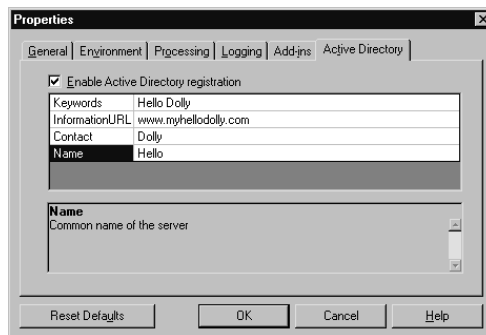 Properties
General Environment Processing Logging Add-ins Active Directory
Enable Active Directory registration
Keywords Hello Dolly
InformationURL www.myhellodolly.com
Contact Dolly
Name Hello
Name
Common name of the server
Reset Defaults OK Cancel Help